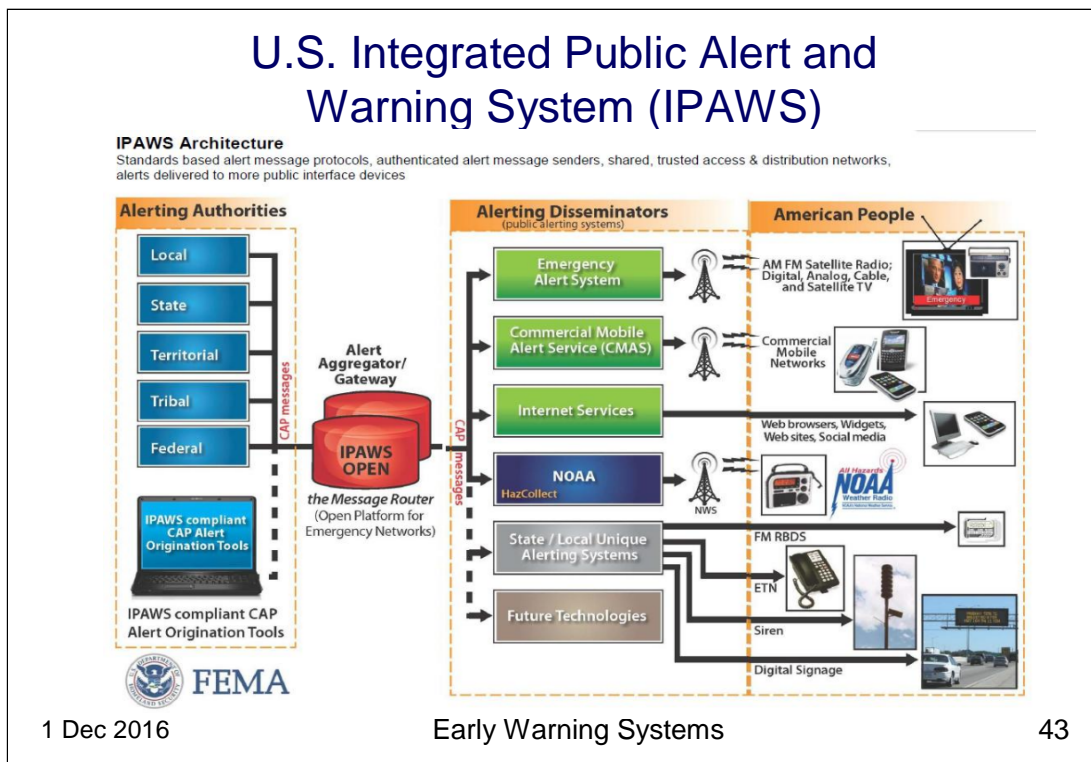 U.S. Integrated Public Alert and
Warning System (IPAWS)
IPAWS Architecture
Standards based alert message protocols, authenticated alert message senders, shared, trusted access & distribution networks,
alerts delivered to more public interface devices
Alerting Authorities
Local
State
Territorial
Tribal
Federal
CAP messages
IPAWS compliant
CAP Alert
Origination Tools
IPAWS compliant CAP
Alert Origination Tools
Alert
Aggregator/
Gateway
IPAWS
OPEN
the Message Router
(Open Platform for
Emergency Networks)
CAP messages
Alerting Disseminators
(public alerting systems)
Emergency
Alert System
Commercial Mobile
Alert Service (CMAS)
Internet Services
NOAA
HazCollect
NWS
State / Local Unique
Alerting Systems
Future Technologies
American People
AM FM Satellite Radio;
Digital, Analog, Cable,
and Satellite TV
Emergency
Commercial
Mobile
Networks
Web browsers, Widgets,
Web sites, Social media
All Hazards
NOAA
Weather Radio
FM RBDS
ETN
Siren
Digital Signage
FEMA
1 Dec 2016
Early Warning Systems
43